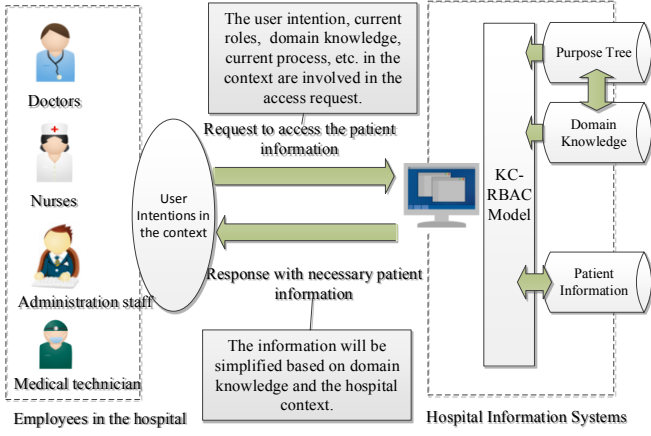 Doctors
Nurses
Administration staff
Medical technician
Employees in the hospital
User
Intentions in
the context
The user intention, current
roles,  domain knowledge,
current process, etc. in the
context are involved in the
access request.
Request to access the patient
information
Response with necessary patient
information
The information will be
simplified based on domain
knowledge and the hospital
context.
KC-
RBAC
Model
Purpose Tree
Domain
Knowledge
Patient
Information
Hospital Information Systems